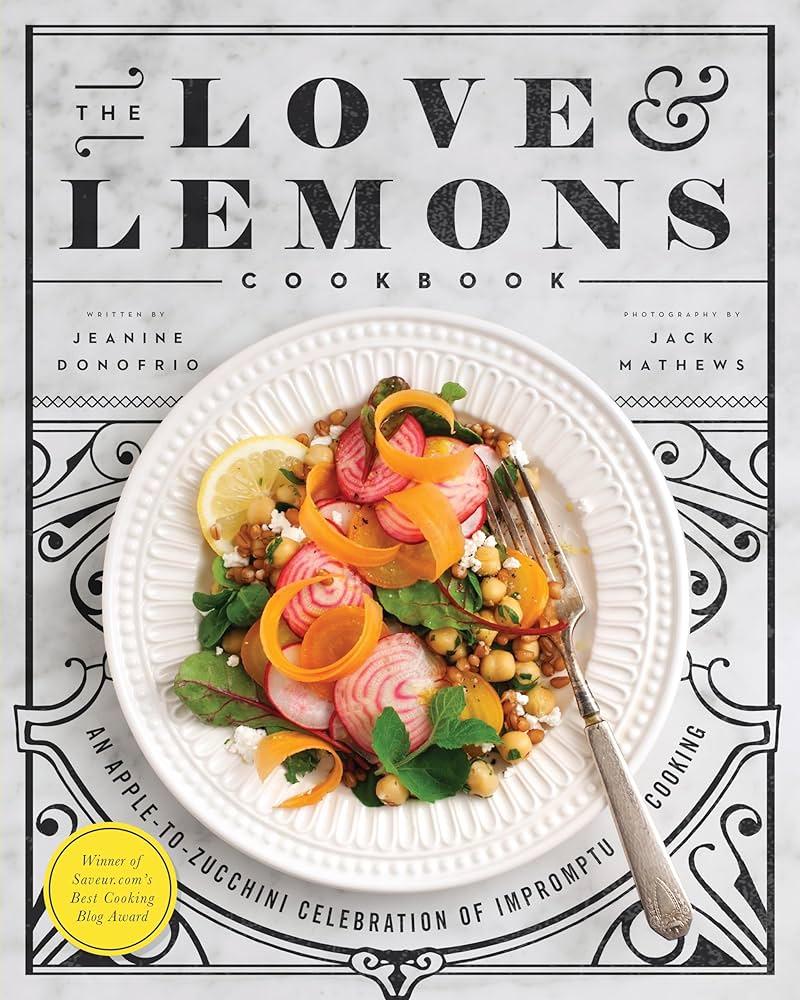 THE LOVE &
LEMONS
COOKBOOK
WRITTEN BY
JEANINE
DONOFRIO
PHOTOGRAPHY BY
JACK
MATHEWS
AN APPLE-TO-ZUCCHINI CELEBRATION OF IMPROMPTU COOKING
Winner of
Saveur.com's
Best Cooking
Blog Award